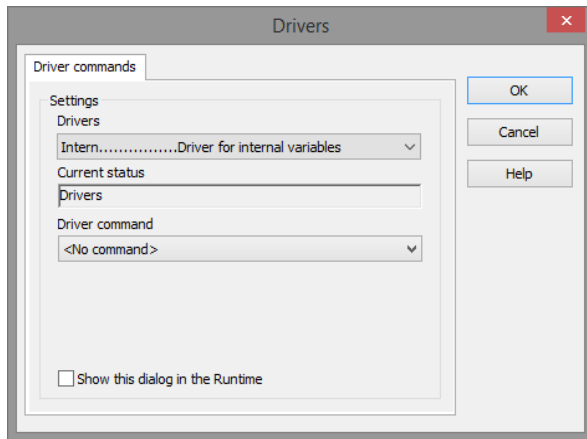 Drivers
Driver commands
Settings
Drivers
Intern...............Driver for internal variables
Current status
Drivers
Driver command
<No command>
Show this dialog in the Runtime
OK
Cancel
Help